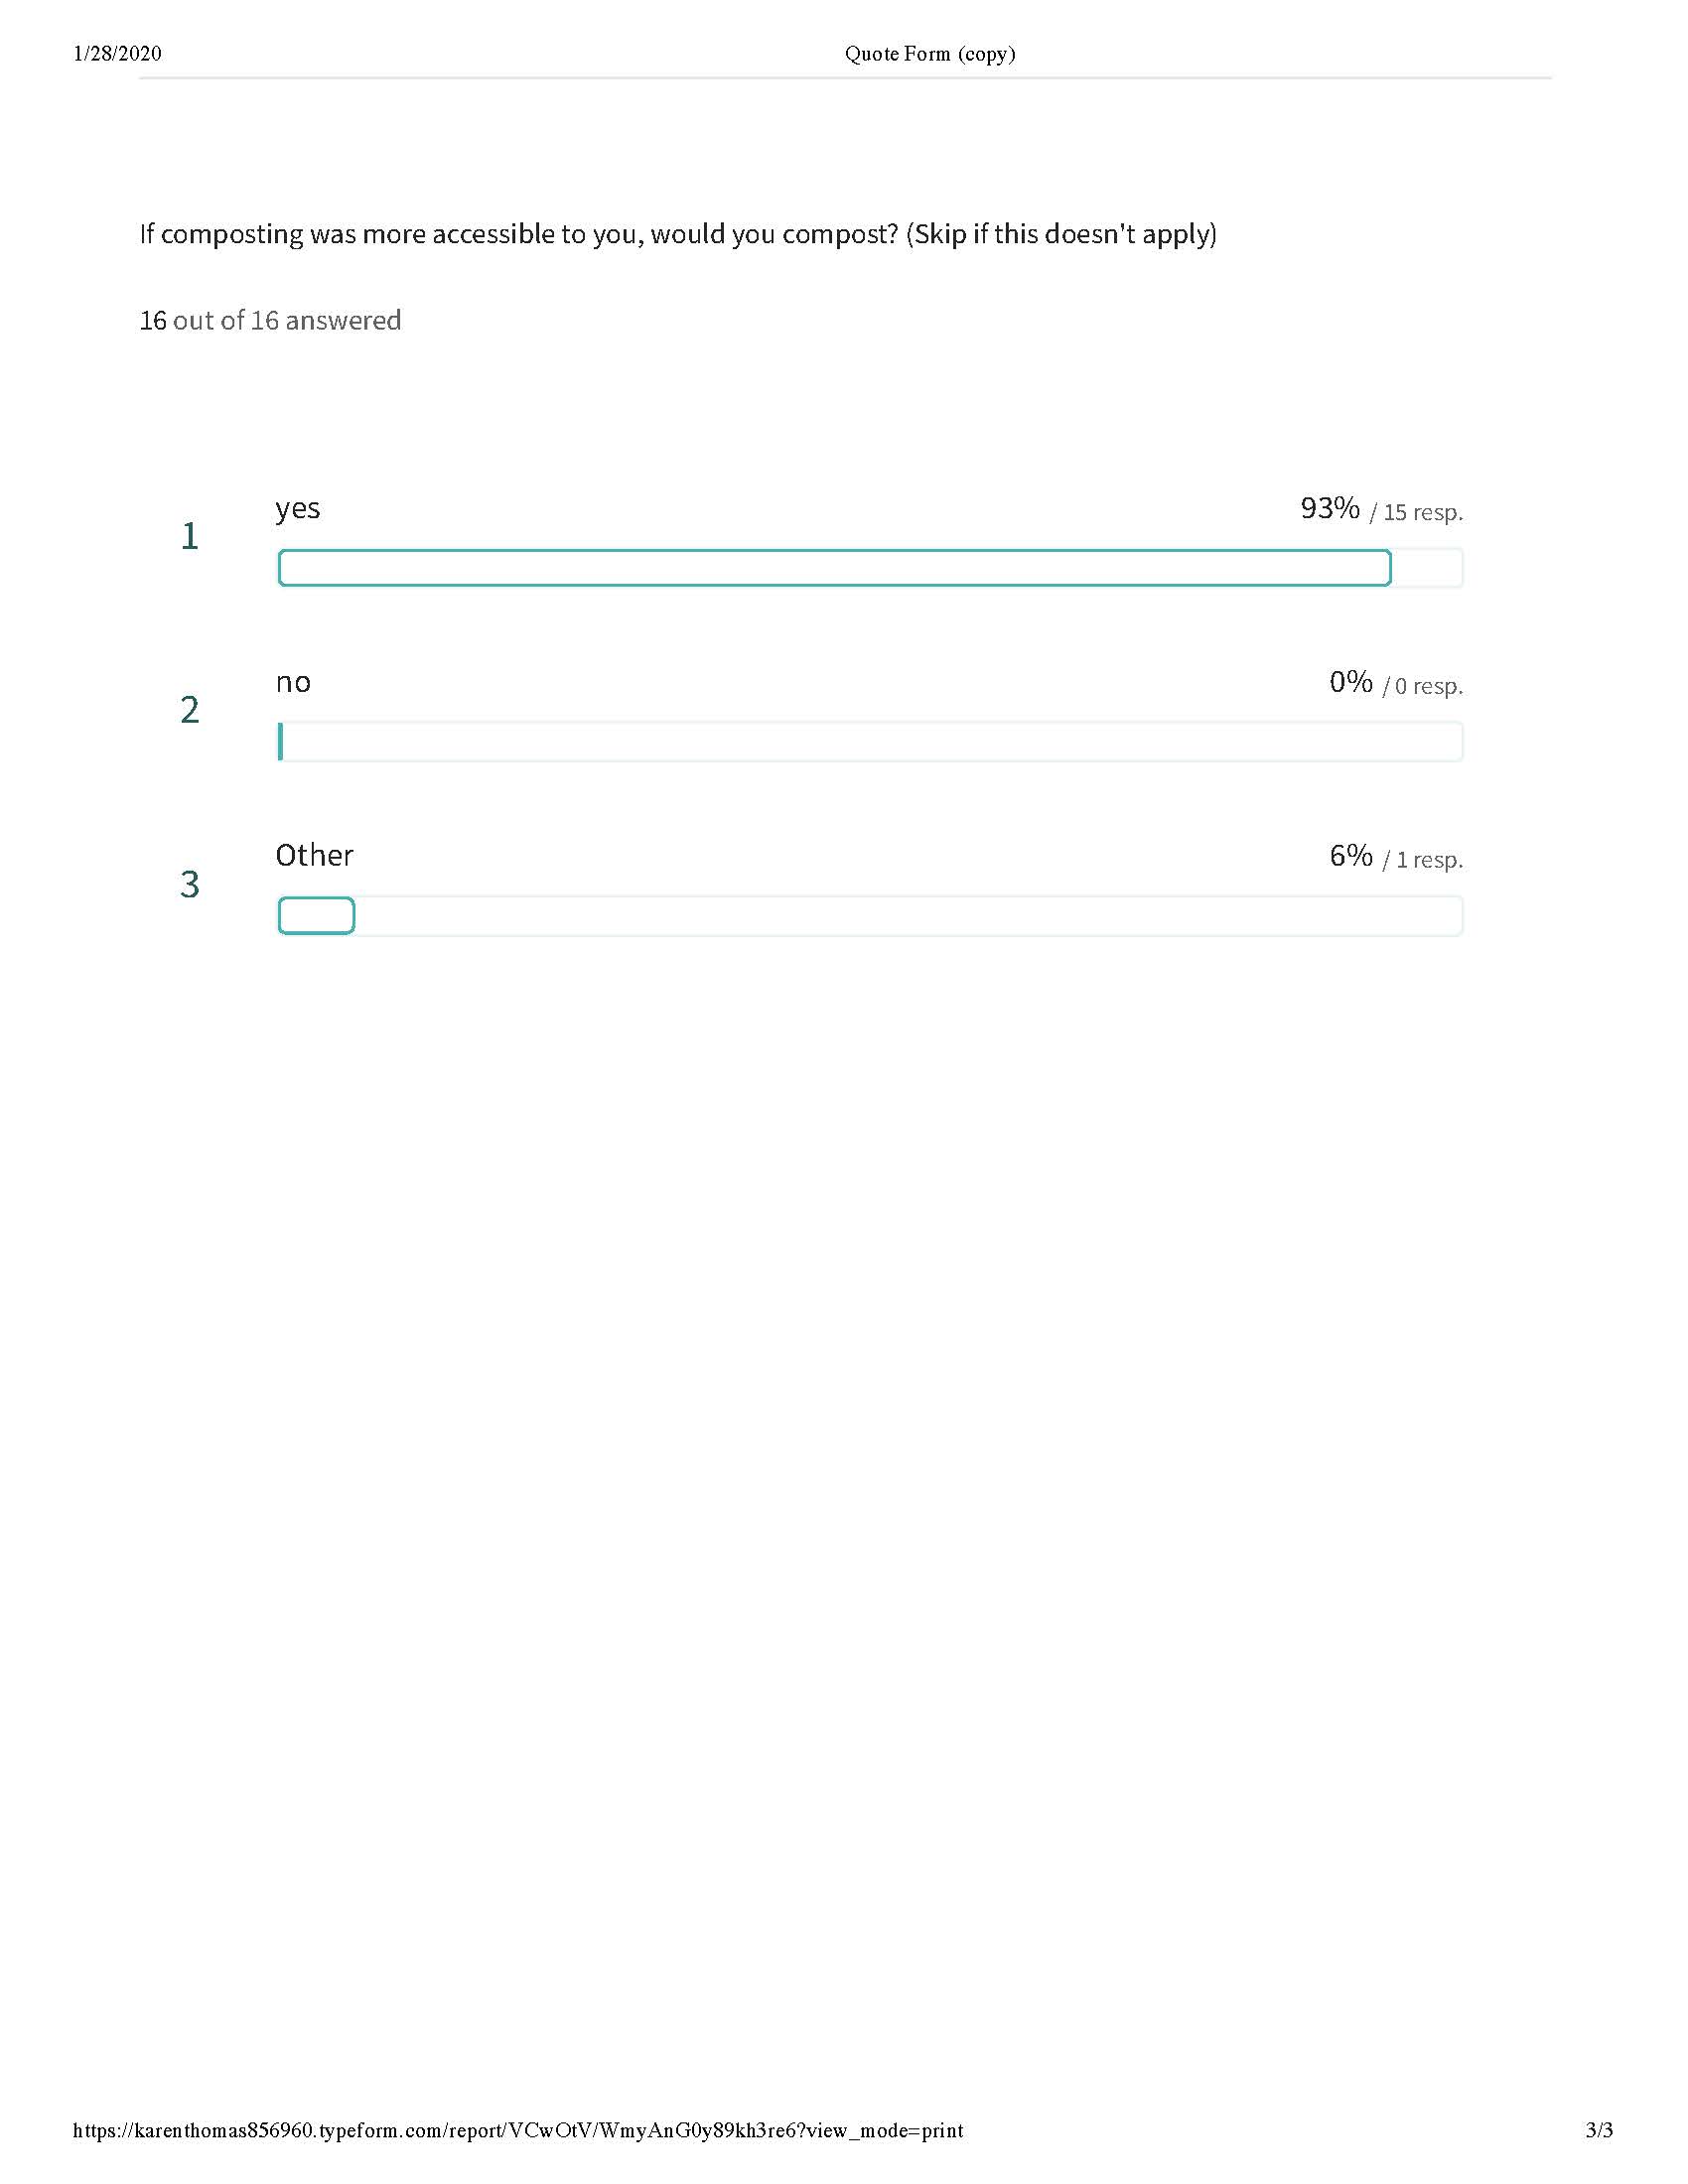 1/28/2020 Quote Form (copy)
If composting was more accessible to you, would you compost? (Skip if this doesn't apply)
16 out of 16 answered
1 yes 93% / 15 resp.
2 no 0% / 0 resp.
3 Other 6% / 1 resp.
https://karenthomas856960.typeform.com/report/VCwOtV/WmyAnG0y89kh3re6?view_mode=print 3/3